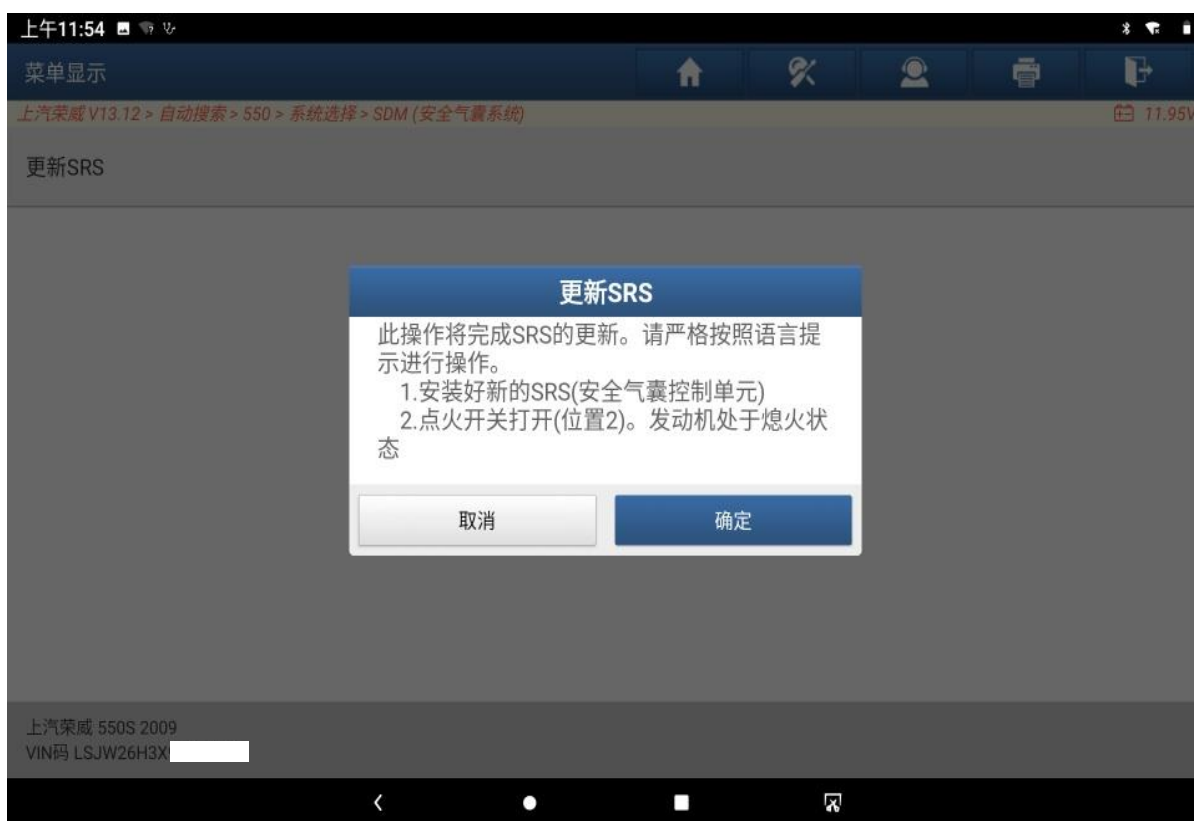 上午11:54
菜单显示
上汽荣威 V13.12 > 自动搜索 > 550 > 系统选择 > SDM (安全气囊系统)
11.95V
更新SRS
更新SRS
此操作将完成SRS的更新。请严格按照语言提
示进行操作。
1.安装好新的SRS(安全气囊控制单元)
2.点火开关打开(位置2)。发动机处于熄火状
态
取消
确定
上汽荣威 550S 2009
VIN码 LSJW26H3X